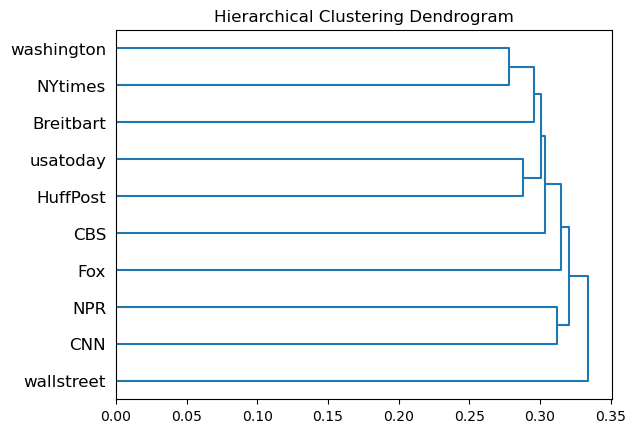 Hierarchical Clustering Dendrogram
washington
NYtimes
Breitbart
usatoday
HuffPost
CBS
Fox
NPR
CNN
wallstreet
0.00 0.05 0.10 0.15 0.20 0.25 0.30 0.35